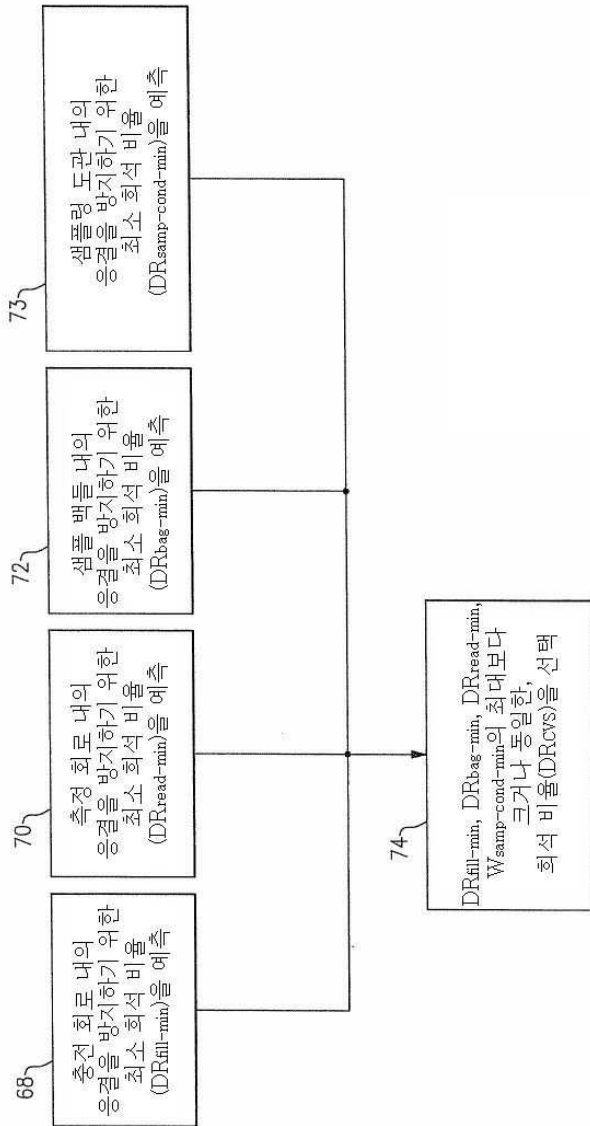 68
충전 회로 내의
응결을 방지하기 위한
최소 희석 비율
(DRfill-min)을 예측
70
측정 회로 내의
응결을 방지하기 위한
최소 희석 비율
(DRread-min)을 예측
72
샘플 백들 내의
응결을 방지하기 위한
최소 희석 비율
(DRbag-min)을 예측
73
샘플링 도관 내의
응결을 방지하기 위한
최소 희석 비율
(DRsamp-cond-min)을 예측
74
DRfill-min, DRbag-min, DRread-min,
Wsamp-cond-min의 최대보다
크거나 동일한,
희석 비율(DRCVS)을 선택